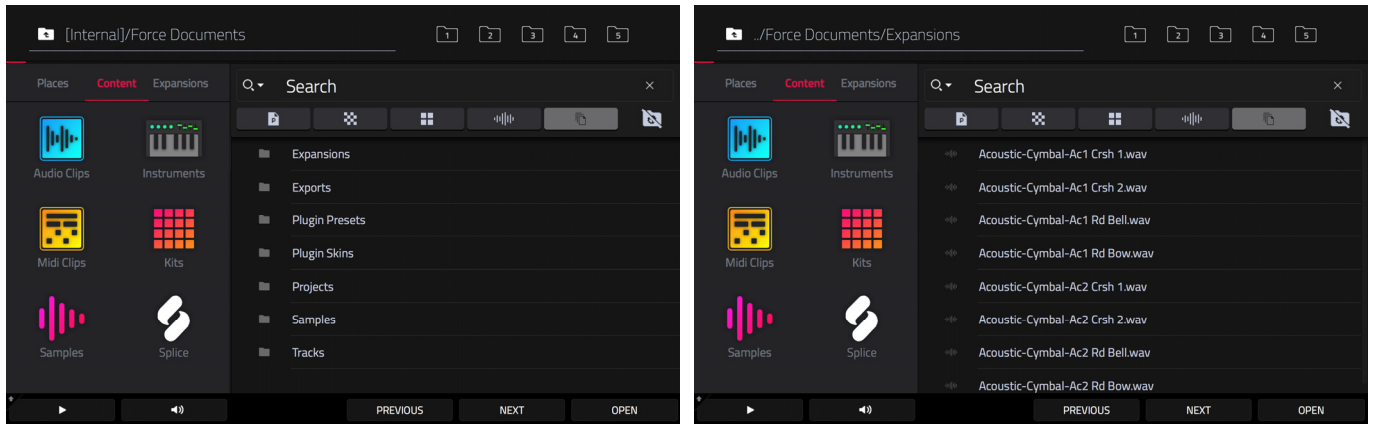 [Internal]/Force Documents
1 2 3 4 5
Places Content Expansions
Search
P
Audio Clips
Instruments
Midi Clips
Kits
Samples
Splice
Expansions
Exports
Plugin Presets
Plugin Skins
Projects
Samples
Tracks
PREVIOUS NEXT OPEN
../Force Documents/Expansions
1 2 3 4 5
Places Content Expansions
Search
P
Audio Clips
Instruments
Midi Clips
Kits
Samples
Splice
Acoustic-Cymbal-Ac1 Crsh 1.wav
Acoustic-Cymbal-Ac1 Crsh 2.wav
Acoustic-Cymbal-Ac1 Rd Bell.wav
Acoustic-Cymbal-Ac1 Rd Bow.wav
Acoustic-Cymbal-Ac2 Crsh 1.wav
Acoustic-Cymbal-Ac2 Crsh 2.wav
Acoustic-Cymbal-Ac2 Rd Bell.wav
Acoustic-Cymbal-Ac2 Rd Bow.wav
PREVIOUS NEXT OPEN